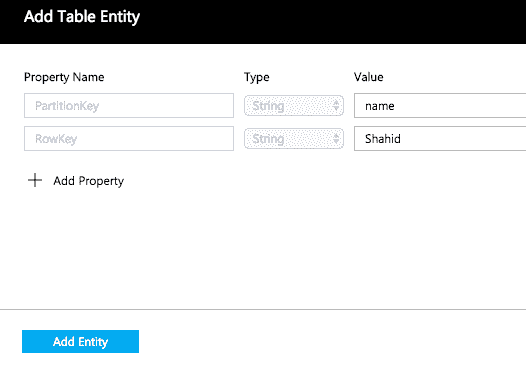 Add Table Entity
Property Name Type Value
PartitionKey String name
RowKey String Shahid
+ Add Property
Add Entity